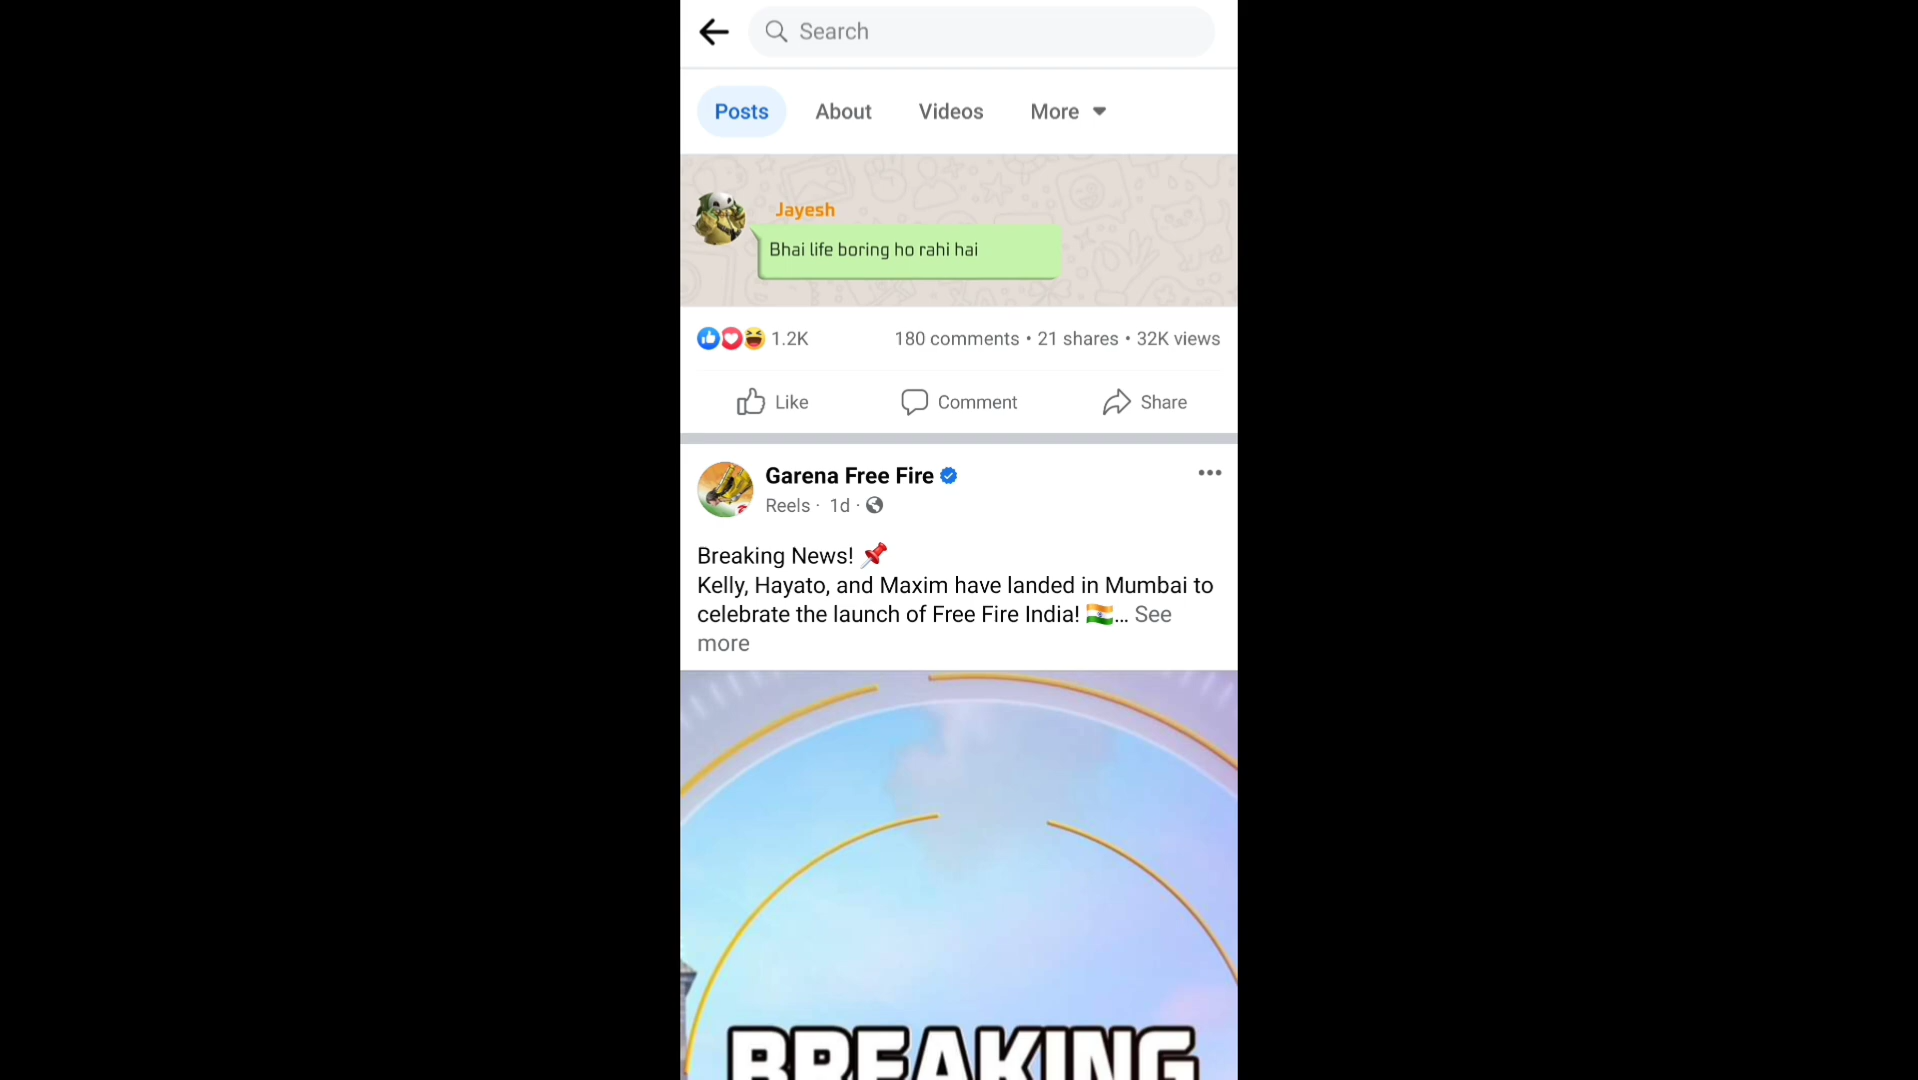 Search
Posts About Videos More
Jayesh
Bhai life boring ho rahi hai
1.2K 180 comments • 21 shares • 32K views
Like Comment Share
Garena Free Fire
Reels · 1d ·
Breaking News! 📌
Kelly, Hayato, and Maxim have landed in Mumbai to
celebrate the launch of Free Fire India! 🇮🇳... See
more
BREAKING